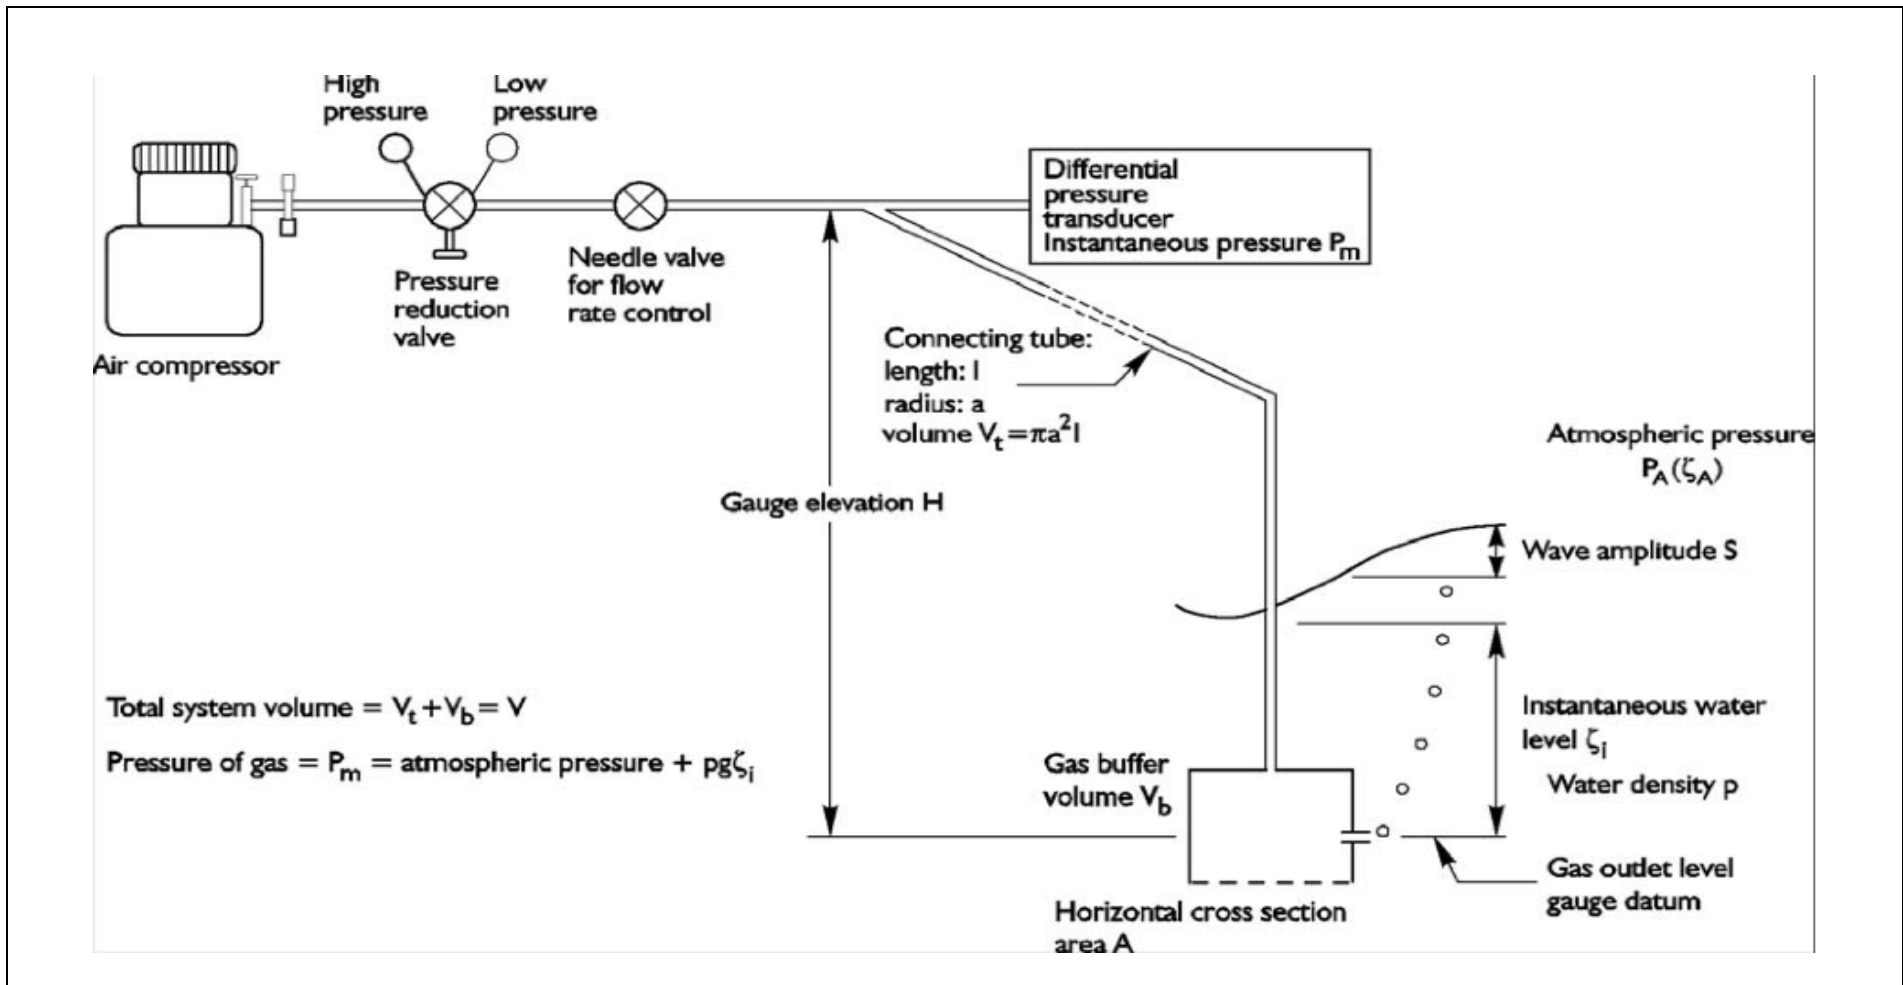 High
pressure
Low
pressure
Differential
pressure
transducer
Instantaneous pressure Pm
Needle valve
for flow
rate control
Pressure
reduction
valve
Air compressor
Connecting tube:
length: l
radius: a
volume Vt=πa²l
Atmospheric pressure
PA(ζA)
Gauge elevation H
Wave amplitude S
Total system volume = Vt+Vb= V
Pressure of gas = Pm = atmospheric pressure + pgζi
Instantaneous water
level ζi
Water density p
Gas buffer
volume Vb
Gas outlet level
gauge datum
Horizontal cross section
area A